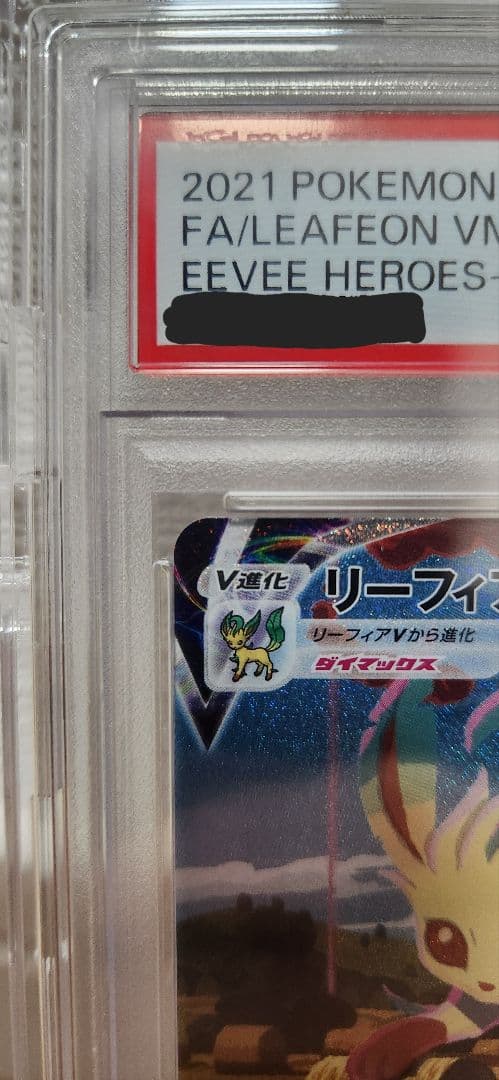 2021 POKEMON
FA/LEAFEON VM
EEVEE HEROES-
V進化
リーフィア
リーフィアVから進化
ダイマックス